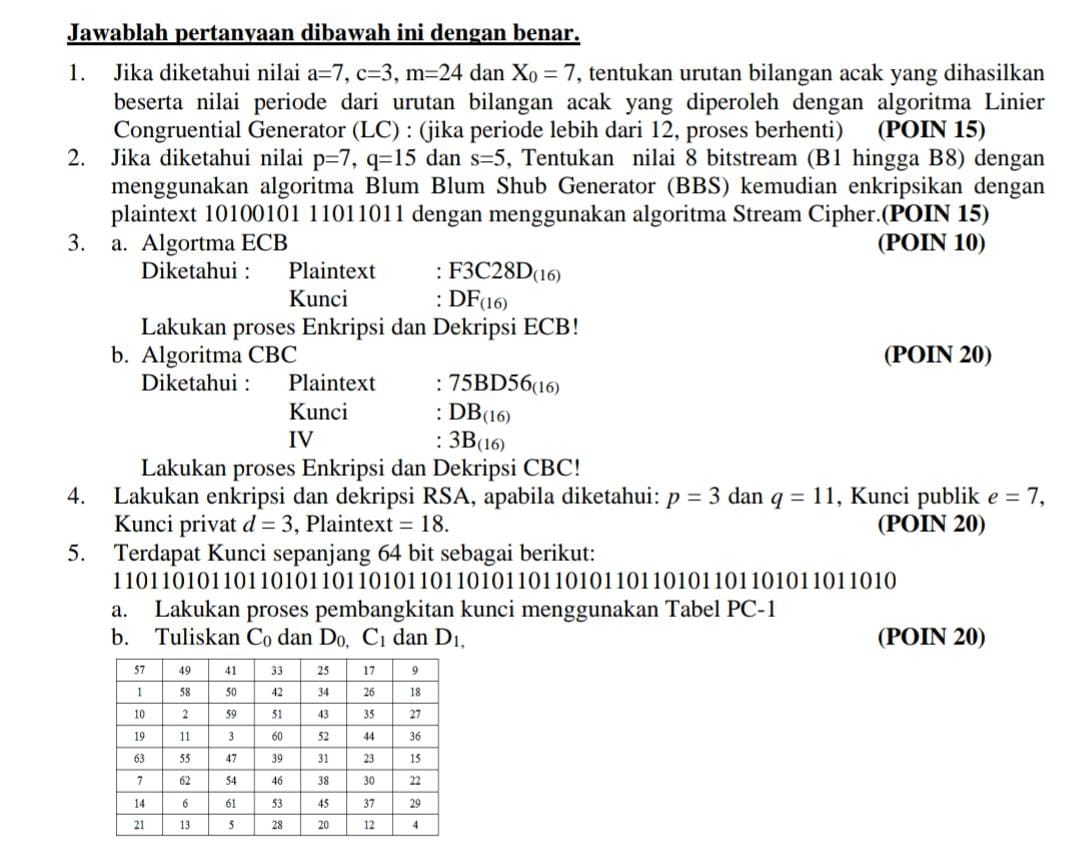 Jawablah pertanyaan dibawah ini dengan benar.
1. Jika diketahui nilai a=7, c=3, m=24 dan X₀ = 7, tentukan urutan bilangan acak yang dihasilkan
beserta nilai periode dari urutan bilangan acak yang diperoleh dengan algoritma Linier
Congruential Generator (LC) : (jika periode lebih dari 12, proses berhenti) (POIN 15)
2. Jika diketahui nilai p=7, q=15 dan s=5, Tentukan nilai 8 bitstream (B1 hingga B8) dengan
menggunakan algoritma Blum Blum Shub Generator (BBS) kemudian enkripsikan dengan
plaintext 10100101 11011011 dengan menggunakan algoritma Stream Cipher.(POIN 15)
3. a. Algortma ECB (POIN 10)
Diketahui : Plaintext : F3C28D₍₁₆₎
Kunci : DF₍₁₆₎
Lakukan proses Enkripsi dan Dekripsi ECB!
b. Algoritma CBC (POIN 20)
Diketahui : Plaintext : 75BD56₍₁₆₎
Kunci : DB₍₁₆₎
IV : 3B₍₁₆₎
Lakukan proses Enkripsi dan Dekripsi CBC!
4. Lakukan enkripsi dan dekripsi RSA, apabila diketahui: p = 3 dan q = 11, Kunci publik e = 7,
Kunci privat d = 3, Plaintext = 18. (POIN 20)
5. Terdapat Kunci sepanjang 64 bit sebagai berikut:
1101101011011010110110101101101011011010110110101101101011011010
a. Lakukan proses pembangkitan kunci menggunakan Tabel PC-1
b. Tuliskan C₀ dan D₀, C₁ dan D₁, (POIN 20)
57 49 41 33 25 17 9
1 58 50 42 34 26 18
10 2 59 51 43 35 27
19 11 3 60 52 44 36
63 55 47 39 31 23 15
7 62 54 46 38 30 22
14 6 61 53 45 37 29
21 13 5 28 20 12 4